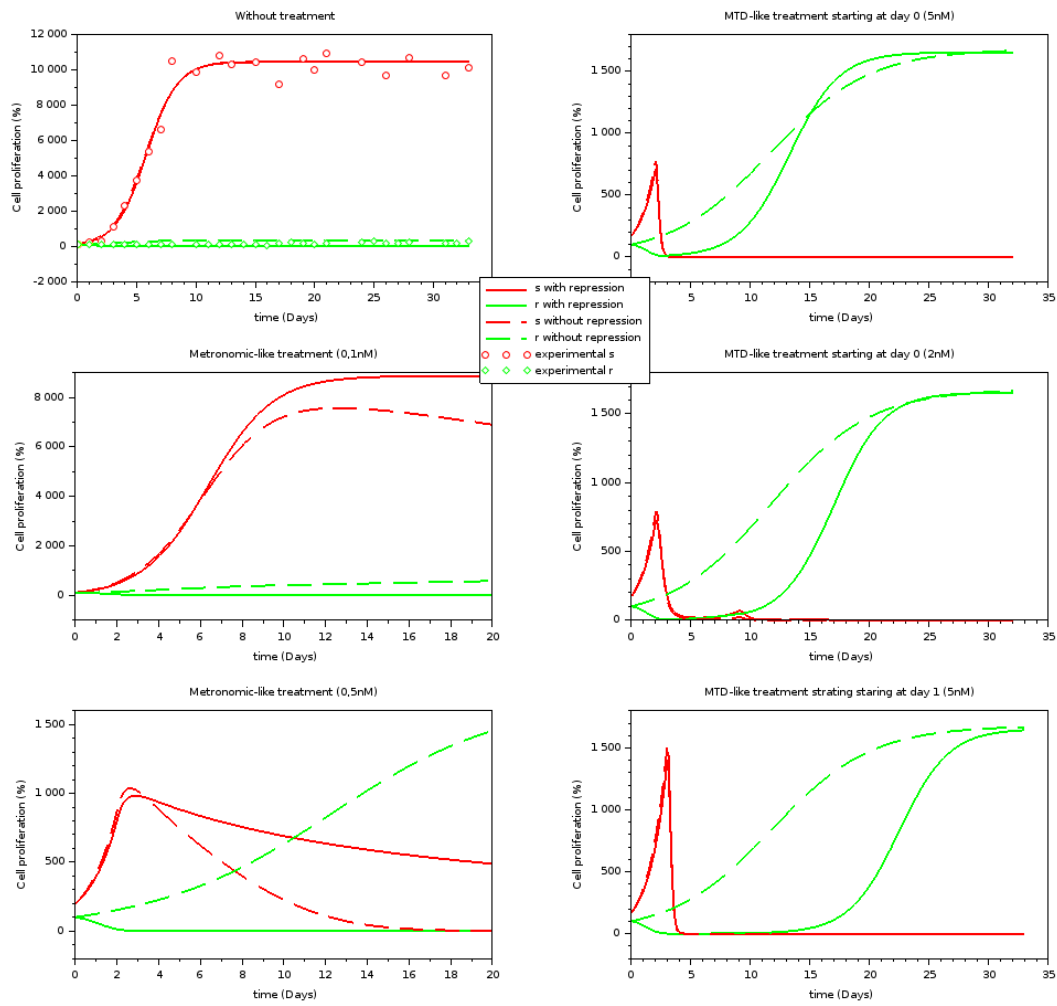 Without treatment
12 000
10 000
8 000
6 000
4 000
2 000
0
-2 000
Cell proliferation (%)
0 5 10 15 20 25 30
time (Days)
MTD-like treatment starting at day 0 (5nM)
1 500
1 000
500
0
Cell proliferation (%)
0 5 10 15 20 25 30 35
time (Days)
s with repression
r with repression
s without repression
r without repression
experimental s
experimental r
Metronomic-like treatment (0,1nM)
8 000
6 000
4 000
2 000
0
Cell proliferation (%)
0 2 4 6 8 10 12 14 16 18 20
time (Days)
MTD-like treatment starting at day 0 (2nM)
1 500
1 000
500
0
Cell proliferation (%)
0 5 10 15 20 25 30 35
time (Days)
Metronomic-like treatment (0,5nM)
1 500
1 000
500
0
Cell proliferation (%)
0 2 4 6 8 10 12 14 16 18 20
time (Days)
MTD-like treatment strating staring at day 1 (5nM)
1 500
1 000
500
0
Cell proliferation (%)
0 5 10 15 20 25 30 35
time (Days)